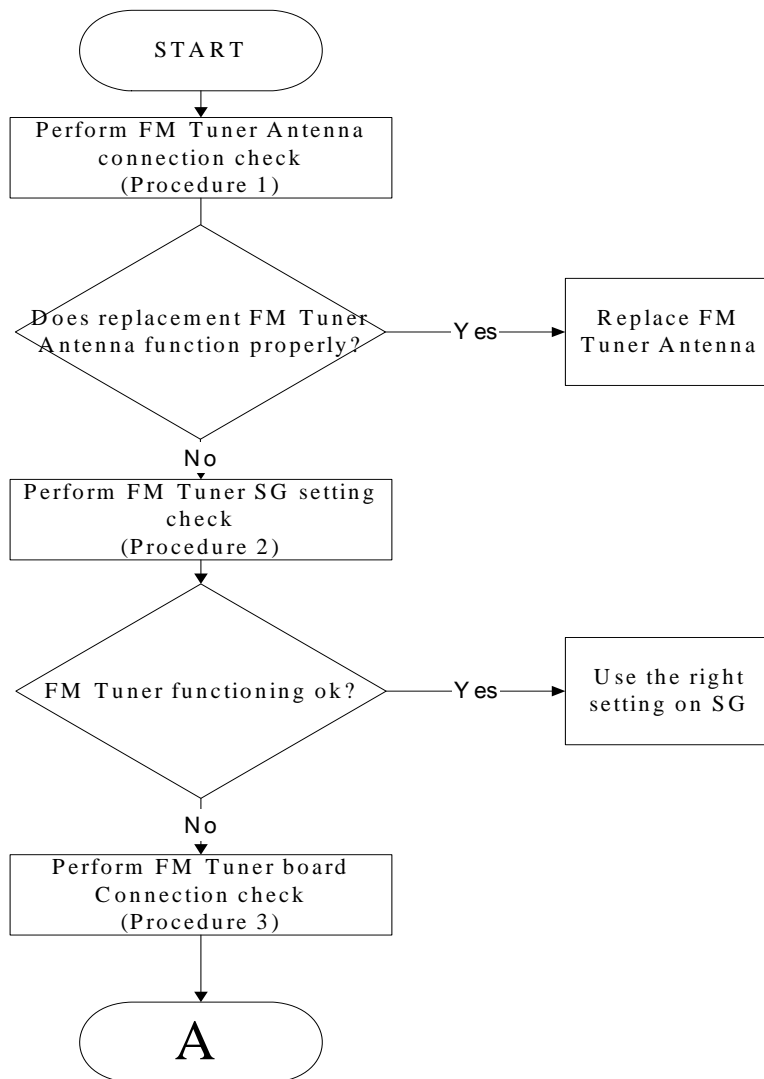 START
Perform FM Tuner Antenna
connection check
(Procedure 1)
Does replacement FM Tuner
Antenna function properly?
Yes
Replace FM
Tuner Antenna
No
Perform FM Tuner SG setting
check
(Procedure 2)
FM Tuner functioning ok?
Yes
Use the right
setting on SG
No
Perform FM Tuner board
Connection check
(Procedure 3)
A